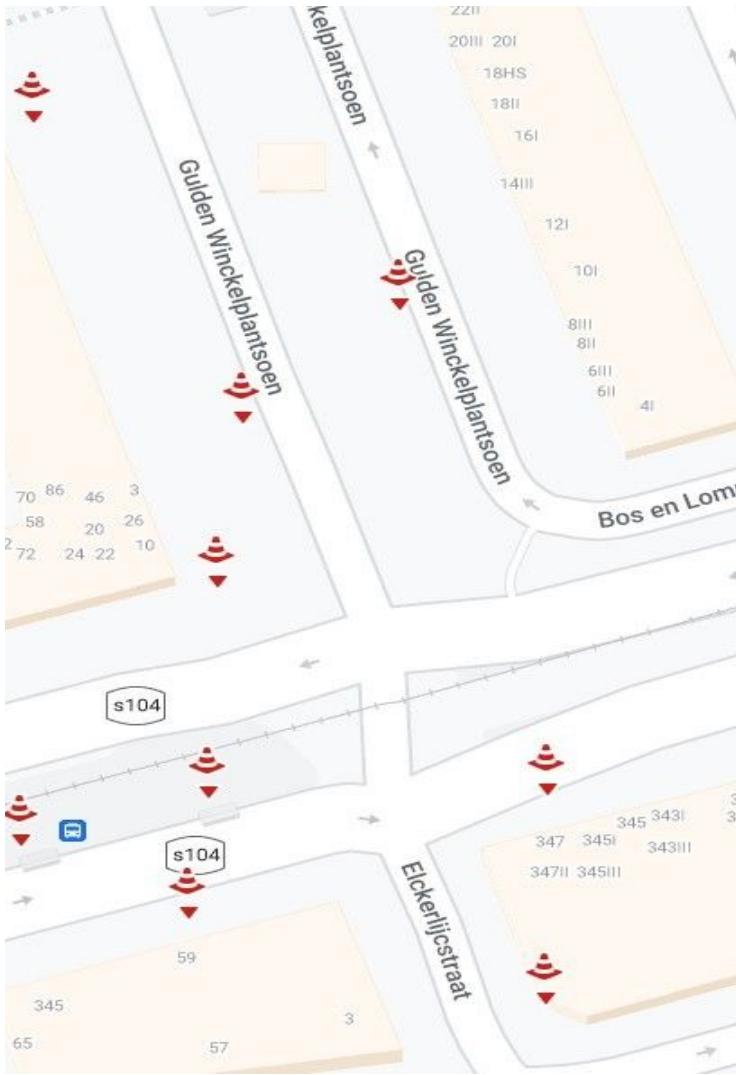 22II
20III 20I
kelplantsoen
18HS
18II
16I
14III
Gulden Winckelplantsoen
12I
Gulden Winckelplantsoen
10I
8III
8II
6III
6II
4I
70 86 46 3
58 20 26
2 72 24 22 10
Bos en Lom
s104
345 343I
347 345I
343III
347II 345III
s104
Elckerlijcstraat
59
345
3
65
57